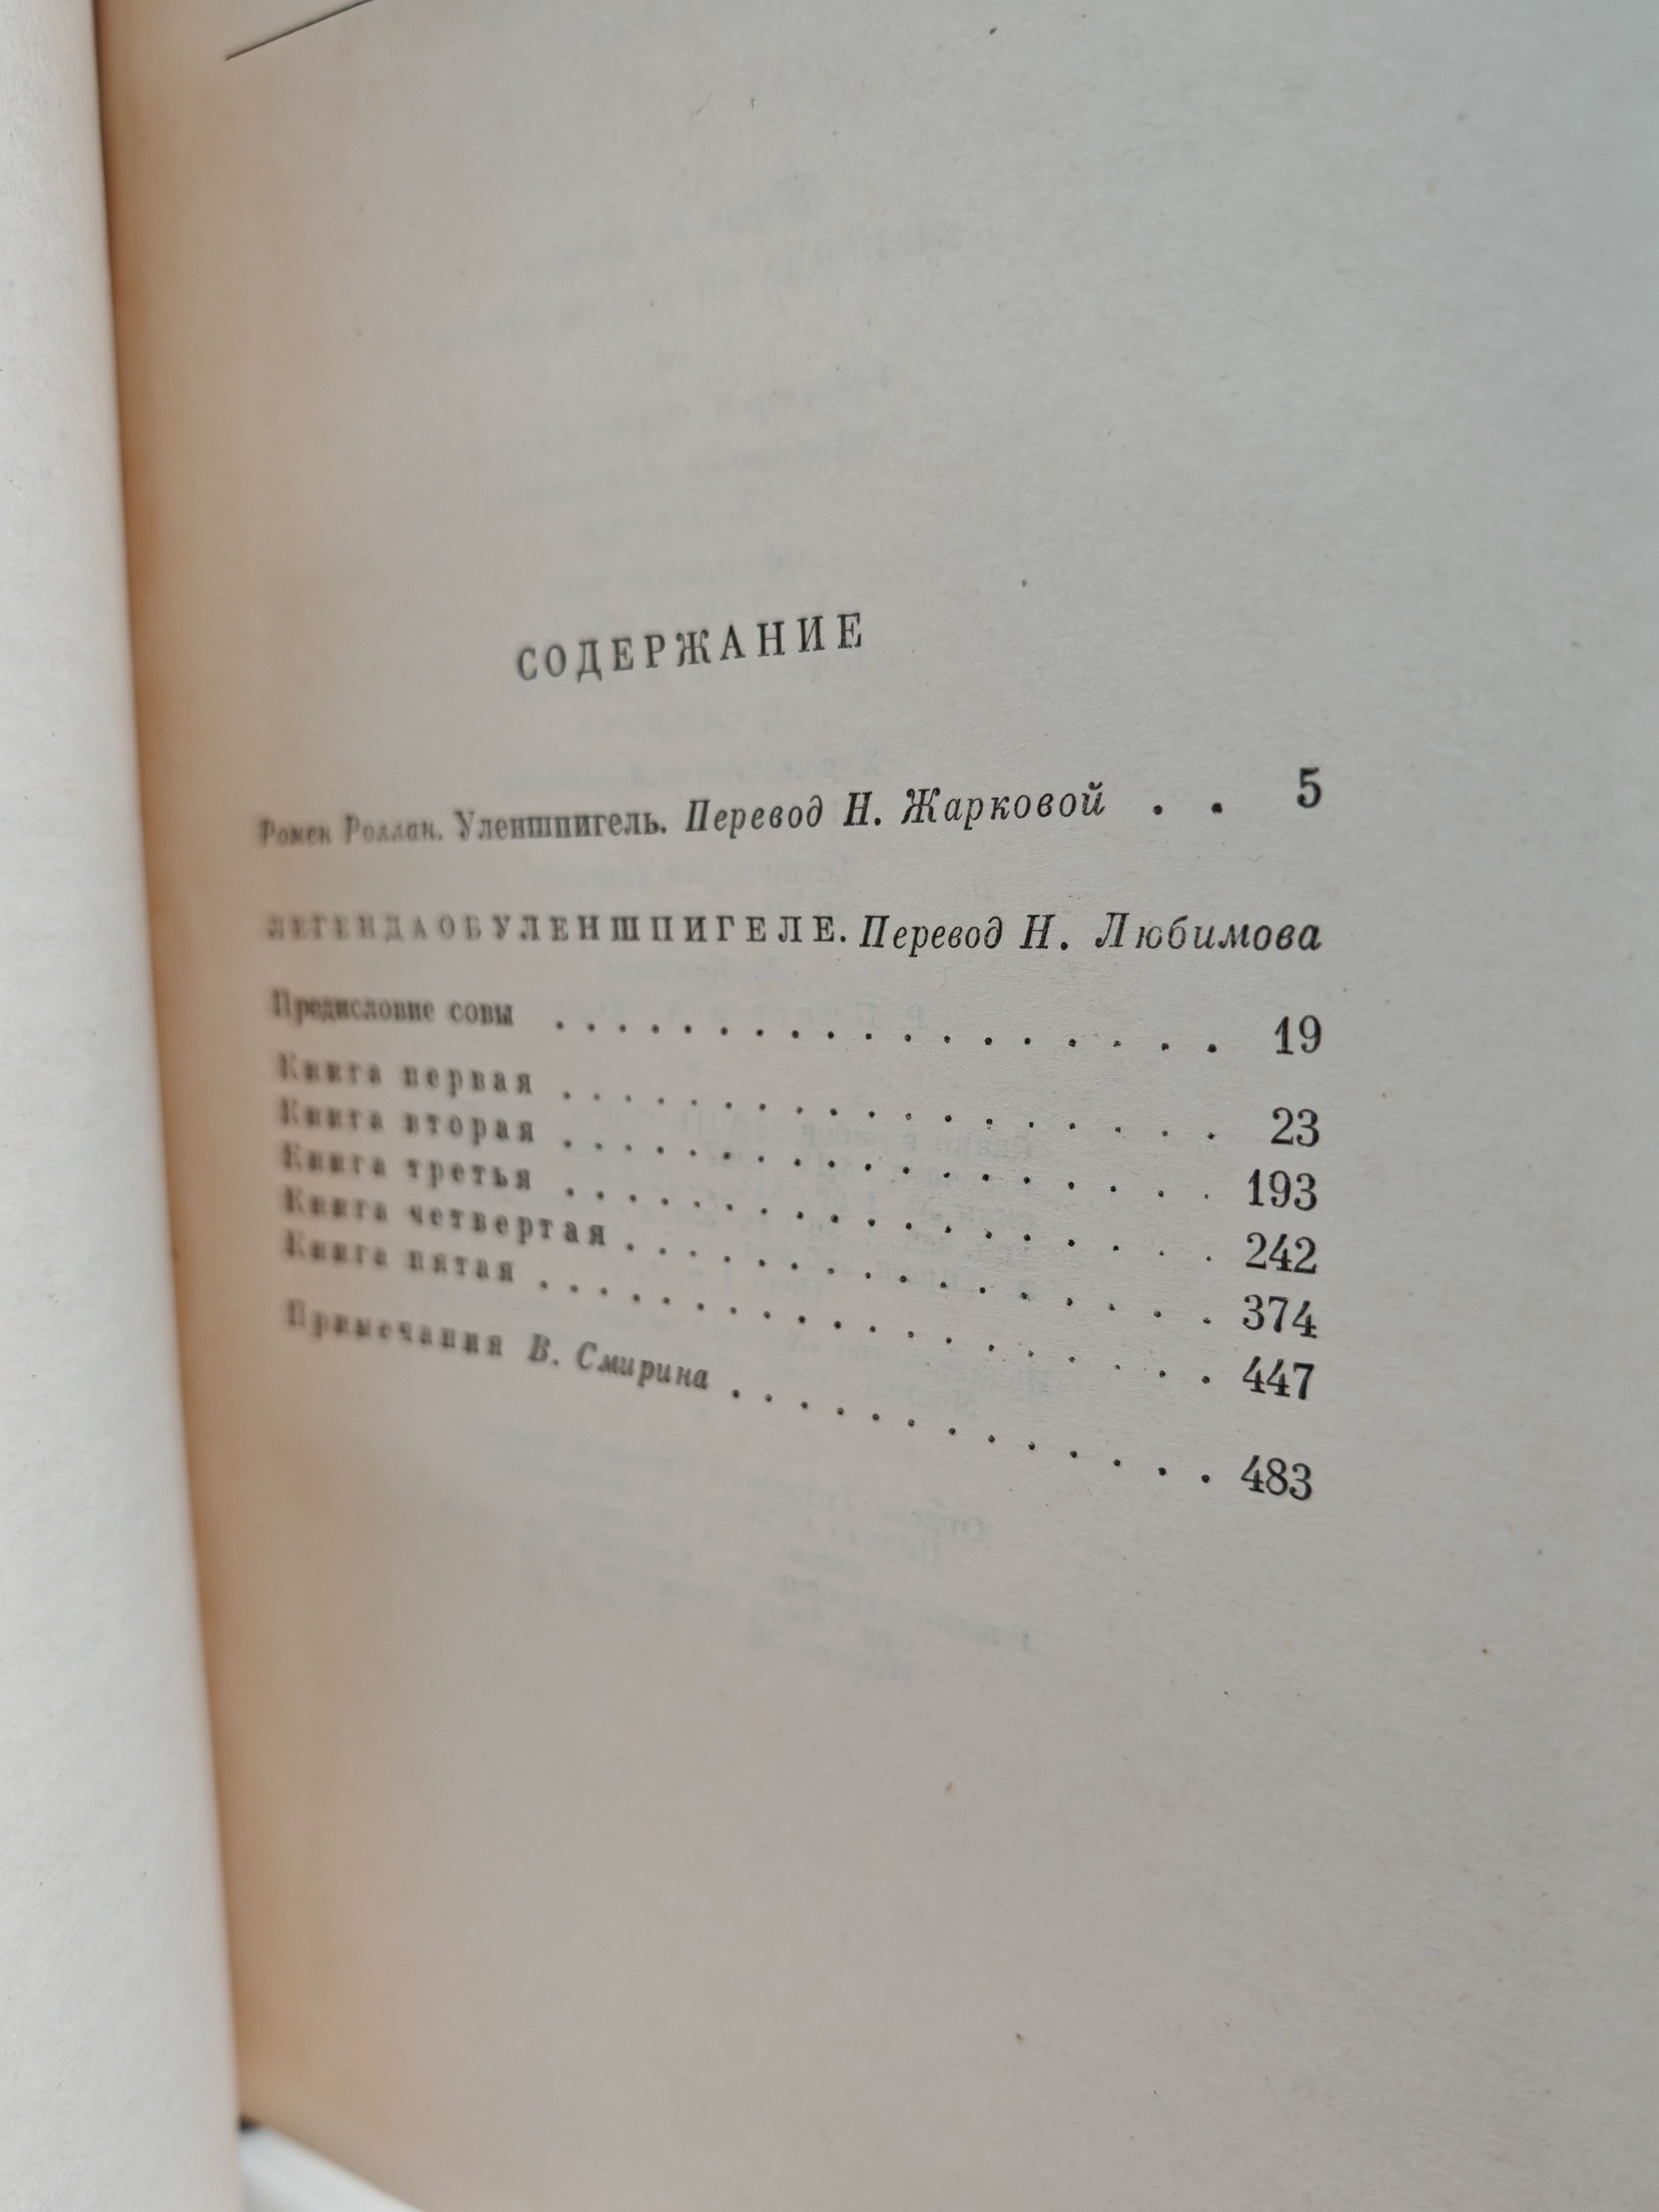 СОДЕРЖАНИЕ
Ромен Роллан. Уленшпигель. Перевод Н. Жарковой . . 5
ЛЕГЕНДА ОБ УЛЕНШПИГЕЛЕ. Перевод Н. Любимова
Предисловие совы . . . . . . . . . . . . . . . . . 19
Книга первая . . . . . . . . . . . . . . . . . 23
Книга вторая . . . . . . . . . . . . . . . . . 193
Книга третья . . . . . . . . . . . . . . . . . 242
Книга четвертая . . . . . . . . . . . . . . . 374
Книга пятая . . . . . . . . . . . . . . . . . . 447
Примечания В. Смирина . . . . . . . . . . . . 483